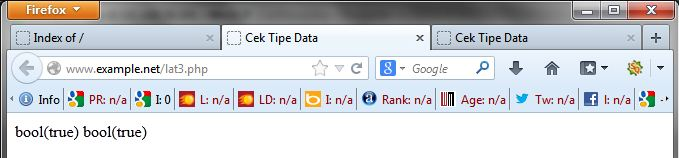 Firefox
Index of / Cek Tipe Data Cek Tipe Data
www.example.net/lat3.php Google
Info PR: n/a I: 0 L: n/a LD: n/a I: n/a Rank: n/a Age: n/a Tw: n/a I: n/a
bool(true) bool(true)